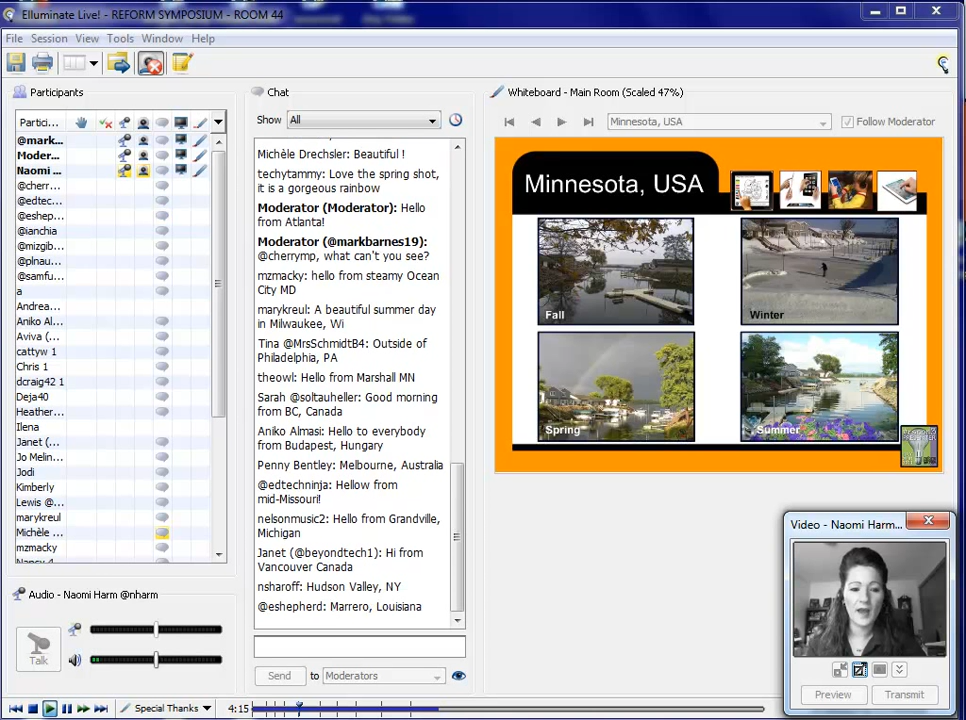 Elluminate Live! - REFORM SYMPOSIUM - ROOM 44
File Session View Tools Window Help
Participants
Partici...
@mark...
Moder...
Naomi ...
@cherr...
@edtec...
@eshep...
@ianchia
@mizgib...
@plnau...
@samfu...
a
Andrea...
Aniko Al...
Aviva (...
cattyw 1
Chris 1
dcraig42 1
Deja40
Heather...
Ilena
Janet (...
Jo Melin...
Jodi
Kimberly
Lewis @...
marykreul
Michèle ...
mzmacky
Nancy 4
Audio - Naomi Harm @nharm
Talk
Chat
Show All
Michèle Drechsler: Beautiful !
techytammy: Love the spring shot,
it is a gorgeous rainbow
Moderator (Moderator): Hello
from Atlanta!
Moderator (@markbarnes19):
@cherrymp, what can't you see?
mzmacky: hello from steamy Ocean
City MD
marykreul: A beautiful summer day
in Milwaukee, Wi
Tina @MrsSchmidtB4: Outside of
Philadelphia, PA
theowl: Hello from Marshall MN
Sarah @soltauheller: Good morning
from BC, Canada
Aniko Almasi: Hello to everybody
from Budapest, Hungary
Penny Bentley: Melbourne, Australia
@edtechninja: Hellow from
mid-Missouri!
nelsonmusic2: Hello from Grandville,
Michigan
Janet (@beyondtech1): Hi from
Vancouver Canada
nsharoff: Hudson Valley, NY
@eshepherd: Marrero, Louisiana
Send to Moderators
Whiteboard - Main Room (Scaled 47%)
Minnesota, USA
Follow Moderator
Minnesota, USA
Fall
Winter
Spring
Summer
Video - Naomi Harm...
Preview
Transmit
Special Thanks
4:15